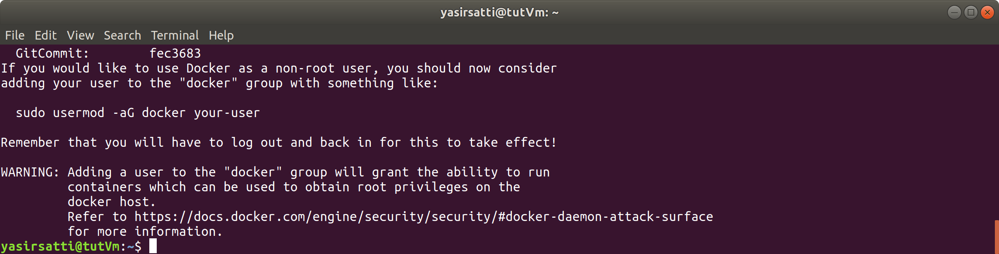 yasirsatti@tutVm: ~
File Edit View Search Terminal Help
  GitCommit:        fec3683
If you would like to use Docker as a non-root user, you should now consider
adding your user to the "docker" group with something like:

  sudo usermod -aG docker your-user

Remember that you will have to log out and back in for this to take effect!

WARNING: Adding a user to the "docker" group will grant the ability to run
         containers which can be used to obtain root privileges on the
         docker host.
         Refer to https://docs.docker.com/engine/security/security/#docker-daemon-attack-surface
         for more information.
yasirsatti@tutVm:~$